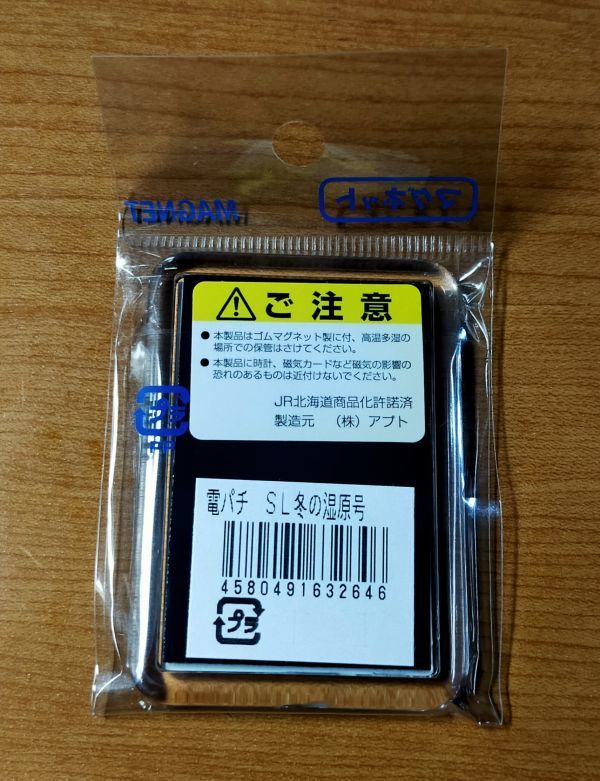 MAGNET
マグネット
ご注意
●本製品はゴムマグネット製に付、高温多湿の
場所での保管はさけてください。
●本製品に時計、磁気カードなど磁気の影響の
恐れのあるものは近付けないでください。
JR北海道商品化許諾済
製造元 (株)アプト
プラ
PP
電パチ SL冬の湿原号
4580491632646
プラ